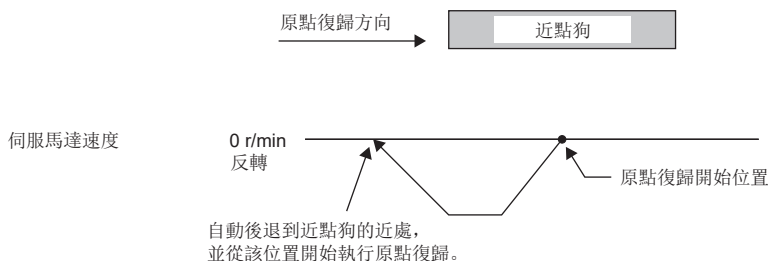 原點復歸方向
近點狗
伺服馬達速度
0 r/min
反轉
原點復歸開始位置
自動後退到近點狗的近處，
並從該位置開始執行原點復歸。